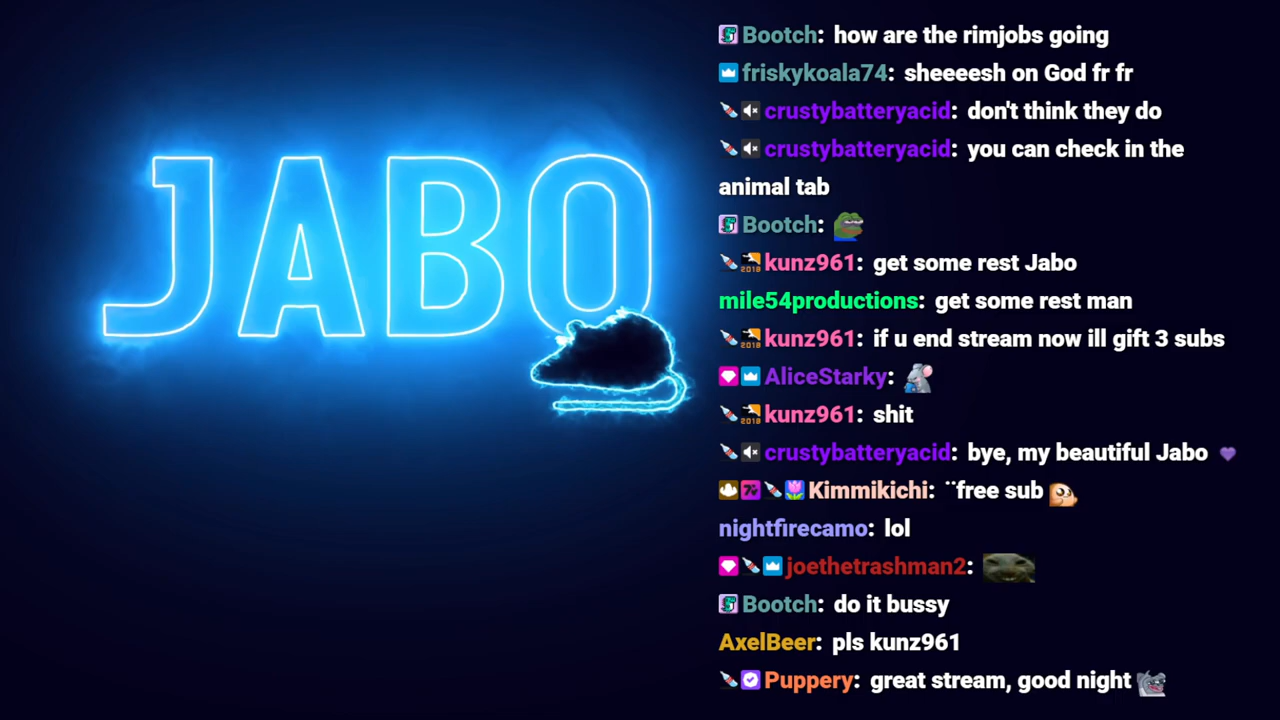 JABO
Bootch: how are the rimjobs going
friskykoala74: sheeeesh on God fr fr
crustybatteryacid: don't think they do
crustybatteryacid: you can check in the
animal tab
Bootch:
2018 kunz961: get some rest Jabo
mile54productions: get some rest man
2018 kunz961: if u end stream now ill gift 3 subs
AliceStarky:
2018 kunz961: shit
crustybatteryacid: bye, my beautiful Jabo
Kimmikichi: ¨free sub
nightfirecamo: lol
joethetrashman2:
Bootch: do it bussy
AxelBeer: pls kunz961
Puppery: great stream, good night